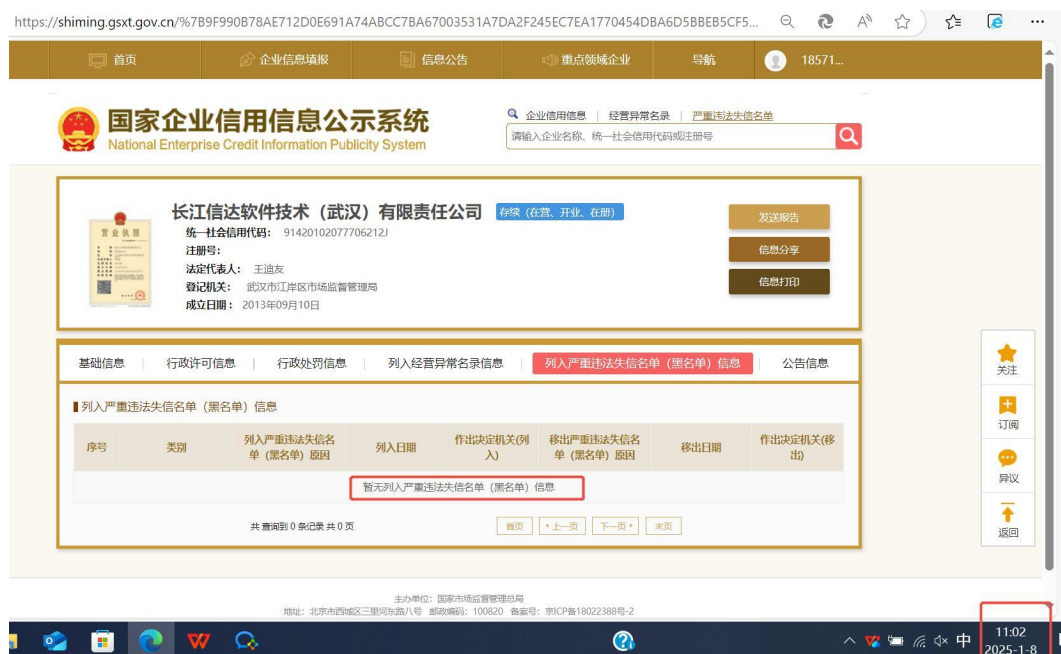 https://shiming.gsxt.gov.cn/%7B9F990B78AE712D0E691A74ABCC7BA67003531A7DA2F245EC7EA1770454DBA6D5BBEB5CF5...
首页 企业信息填报 信息公告 重点领域企业 导航 18571...
国家企业信用信息公示系统
National Enterprise Credit Information Publicity System
企业信用信息 | 经营异常名录 | 严重违法失信名单
请输入企业名称、统一社会信用代码或注册号
长江信达软件技术（武汉）有限责任公司 存续（在营、开业、在册）
营业执照
统一社会信用代码： 91420102077706212J
注册号：
法定代表人： 王迪友
登记机关： 武汉市江岸区市场监督管理局
成立日期： 2013年09月10日
发送报告
信息分享
信息打印
基础信息 | 行政许可信息 | 行政处罚信息 | 列入经营异常名录信息 | 列入严重违法失信名单（黑名单）信息 | 公告信息
列入严重违法失信名单（黑名单）信息
序号 类别 列入严重违法失信名单（黑名单）原因 列入日期 作出决定机关(列入) 移出严重违法失信名单（黑名单）原因 移出日期 作出决定机关(移出)
暂无列入严重违法失信名单（黑名单）信息
共 查询到 0 条记录 共 0 页 首页 上一页 下一页 末页
关注
订阅
异议
返回
主办单位：国家市场监督管理总局
地址：北京市西城区三里河东路八号 邮政编码：100820 备案号：京ICP备18022388号-2
中 11:02
2025-1-8